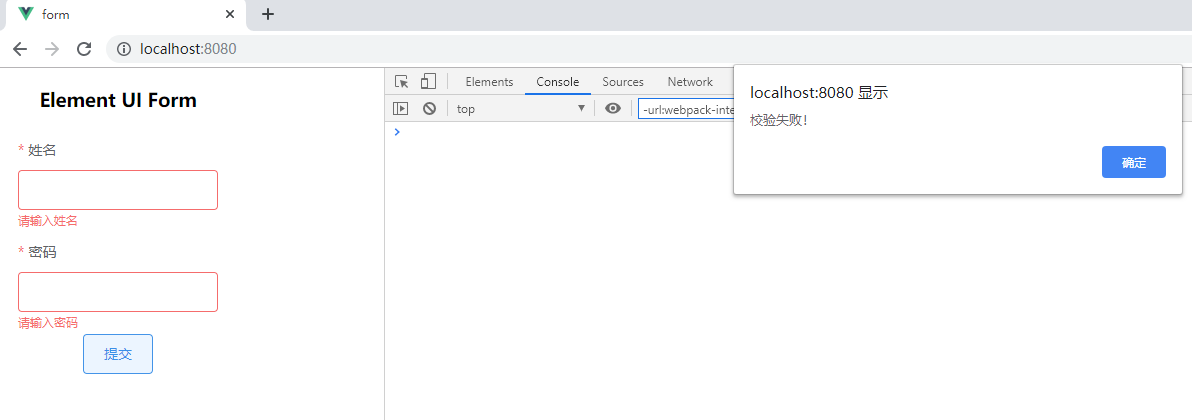 form
localhost:8080
Element UI Form
* 姓名
请输入姓名
* 密码
请输入密码
提交
Elements Console Sources Network
top -url:webpack-inte
localhost:8080 显示
校验失败!
确定